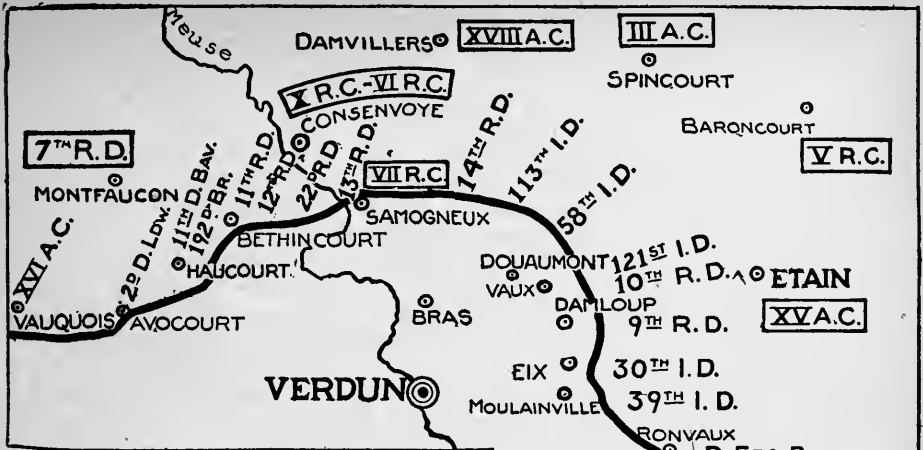 Meuse
DAMVILLERS
XVIII A.C.
III A.C.
SPINCOURT
X R.C.-VI R.C.
CONSENVOYE
BARONCOURT
V R.C.
7TH R.D.
MONTFAUCON
XVI A.C.
2D D. LDW.
11TH D. BAV.
192D BR.
11TH R.D.
12TH R.D.
22D R.D.
13TH R.D.
VII R.C.
14TH R.D.
113TH I.D.
58TH I.D.
SAMOGNEUX
BETHINCOURT
HAUCOURT
VAUQUOIS
AVOCOURT
DOUAUMONT
121ST I.D.
VAUX
10TH R.D.
ETAIN
DAMLOUP
BRAS
9TH R.D.
XV A.C.
EIX
30TH I.D.
VERDUN
MOULAINVILLE
39TH I.D.
RONVAUX